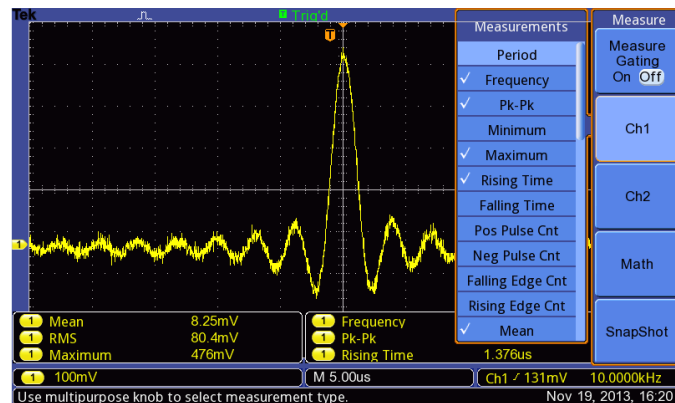 Tek
T Trig'd
T
Measurements
Period
Frequency
Pk-Pk
Minimum
Maximum
Rising Time
Falling Time
Pos Pulse Cnt
Neg Pulse Cnt
Falling Edge Cnt
Rising Edge Cnt
Mean
Measure
Measure
Gating
On Off
Ch1
Ch2
Math
SnapShot
1
1 Mean 8.25mV
1 RMS 80.4mV
1 Maximum 476mV
1 Frequency
1 Pk-Pk
1 Rising Time 1.376us
1 100mV
M 5.00us
Ch1 131mV 10.0000kHz
Use multipurpose knob to select measurement type.
Nov 19, 2013, 16:20